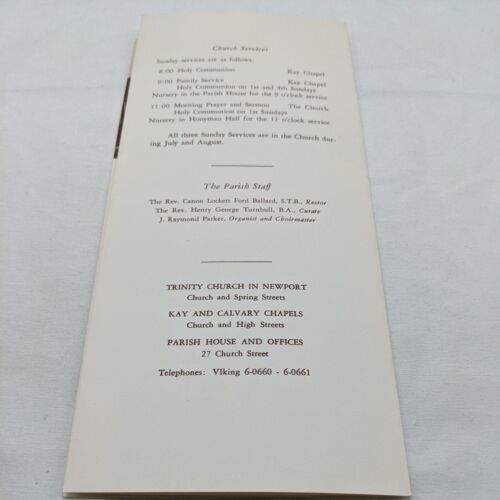 Church Services
Sunday services are as follows:
8:00 Holy Communion Kay Chapel
9:00 Family Service Kay Chapel
Holy Communion on 1st and 4th Sundays
Nursery in the Parish House for the 9 o'clock service
11:00 Morning Prayer and Sermon The Church
Holy Communion on 1st Sundays
Nursery in Honyman Hall for the 11 o'clock service
All three Sunday Services are in the Church dur-
ing July and August.
The Parish Staff
The Rev. Canon Lockett Ford Ballard, S.T.B., Rector
The Rev. Henry George Turnbull, B.A., Curate
J. Raymond Parker, Organist and Choirmaster
TRINITY CHURCH IN NEWPORT
Church and Spring Streets
KAY AND CALVARY CHAPELS
Church and High Streets
PARISH HOUSE AND OFFICES
27 Church Street
Telephones: VIking 6-0660 - 6-0661